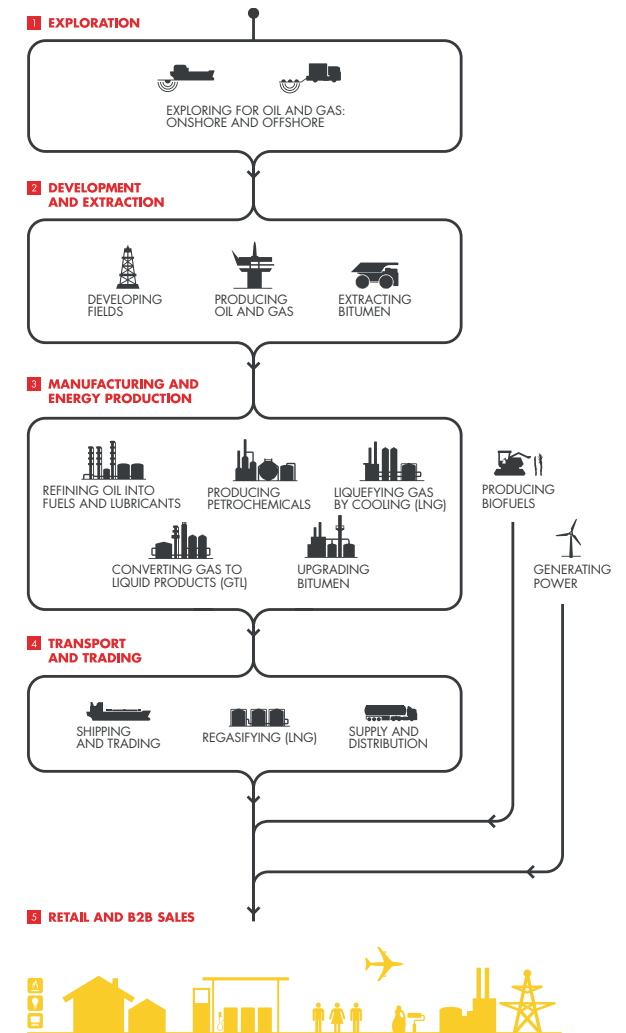 1 EXPLORATION
EXPLORING FOR OIL AND GAS:
ONSHORE AND OFFSHORE
2 DEVELOPMENT
AND EXTRACTION
DEVELOPING
FIELDS
PRODUCING
OIL AND GAS
EXTRACTING
BITUMEN
3 MANUFACTURING AND
ENERGY PRODUCTION
REFINING OIL INTO
FUELS AND LUBRICANTS
PRODUCING
PETROCHEMICALS
LIQUEFYING GAS
BY COOLING (LNG)
PRODUCING
BIOFUELS
CONVERTING GAS TO
LIQUID PRODUCTS (GTL)
UPGRADING
BITUMEN
GENERATING
POWER
4 TRANSPORT
AND TRADING
SHIPPING
AND TRADING
REGASIFYING (LNG)
SUPPLY AND
DISTRIBUTION
5 RETAIL AND B2B SALES